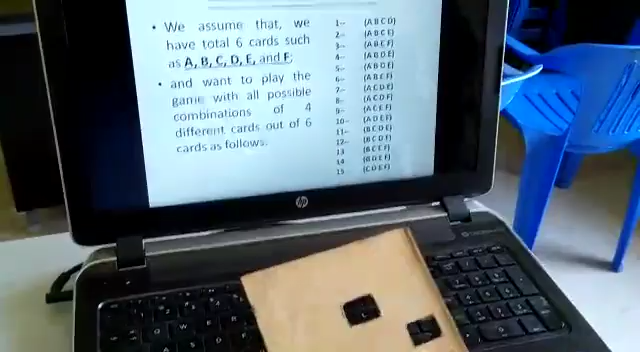 • We assume that, we
have total 6 cards such
as A, B, C, D, E, and F;
• and want to play the
game with all possible
combinations of 4
different cards out of 6
cards as follows.
1– (A B C D)
2– (A B C E)
3– (A B C F)
4– (A B D E)
5–
6–
7–
8– (A C D F)
9– (A C E F)
10– (A D E F)
11– (B C D E)
12– (B C D F)
13 (B C E F)
14 (B D E F)
15 (C D E F)
hp